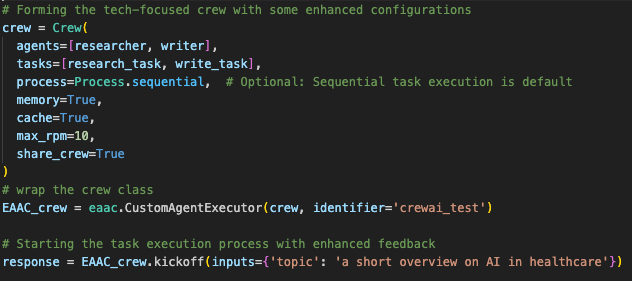 # Forming the tech-focused crew with some enhanced configurations
crew = Crew(
  agents=[researcher, writer],
  tasks=[research_task, write_task],
  process=Process.sequential,  # Optional: Sequential task execution is default
  memory=True,
  cache=True,
  max_rpm=10,
  share_crew=True
)
# wrap the crew class
EAAC_crew = eaac.CustomAgentExecutor(crew, identifier='crewai_test')

# Starting the task execution process with enhanced feedback
response = EAAC_crew.kickoff(inputs={'topic': 'a short overview on AI in healthcare'})